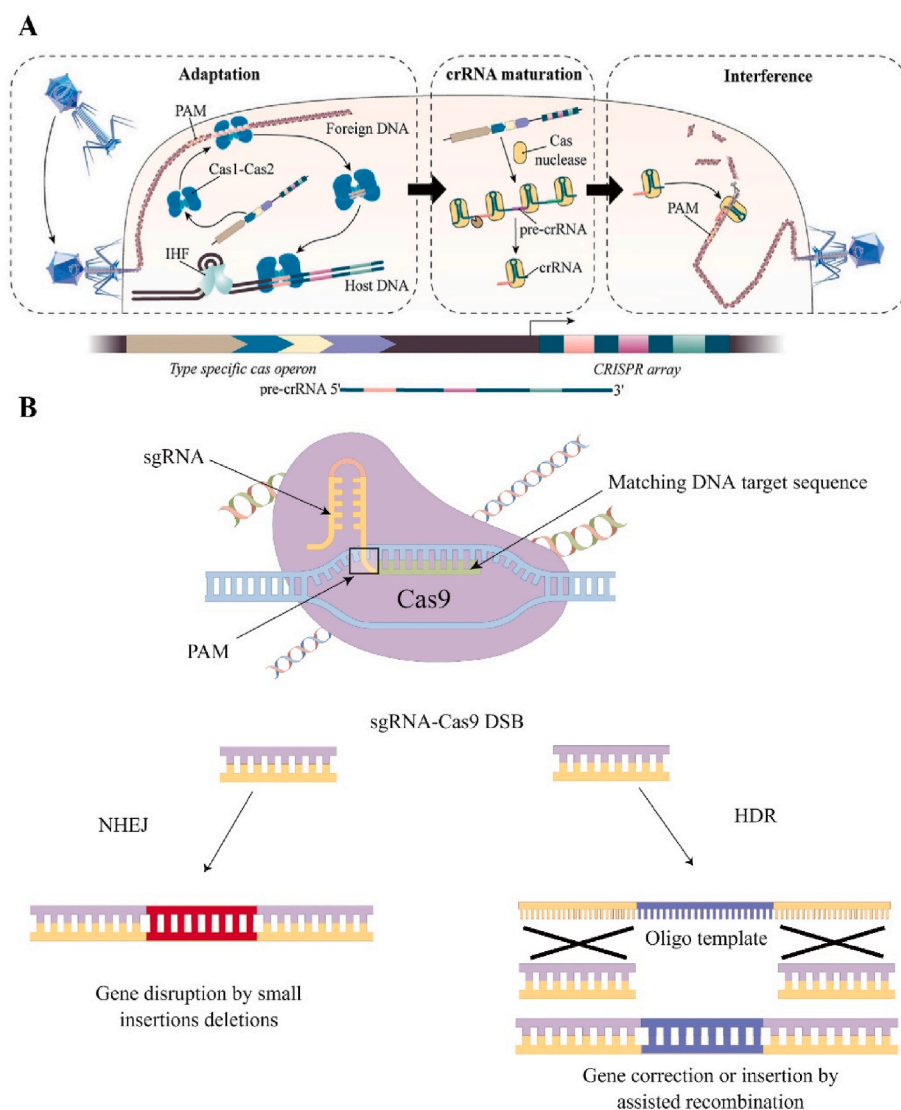 A
Adaptation
crRNA maturation
Interference
PAM
Foreign DNA
Cas1-Cas2
IHF
Host DNA
Cas
nuclease
pre-crRNA
crRNA
PAM
Type specific cas operon
CRISPR array
pre-crRNA 5'
3'
B
sgRNA
Matching DNA target sequence
Cas9
PAM
sgRNA-Cas9 DSB
NHEJ
HDR
Oligo template
Gene disruption by small
insertions deletions
Gene correction or insertion by
assisted recombination